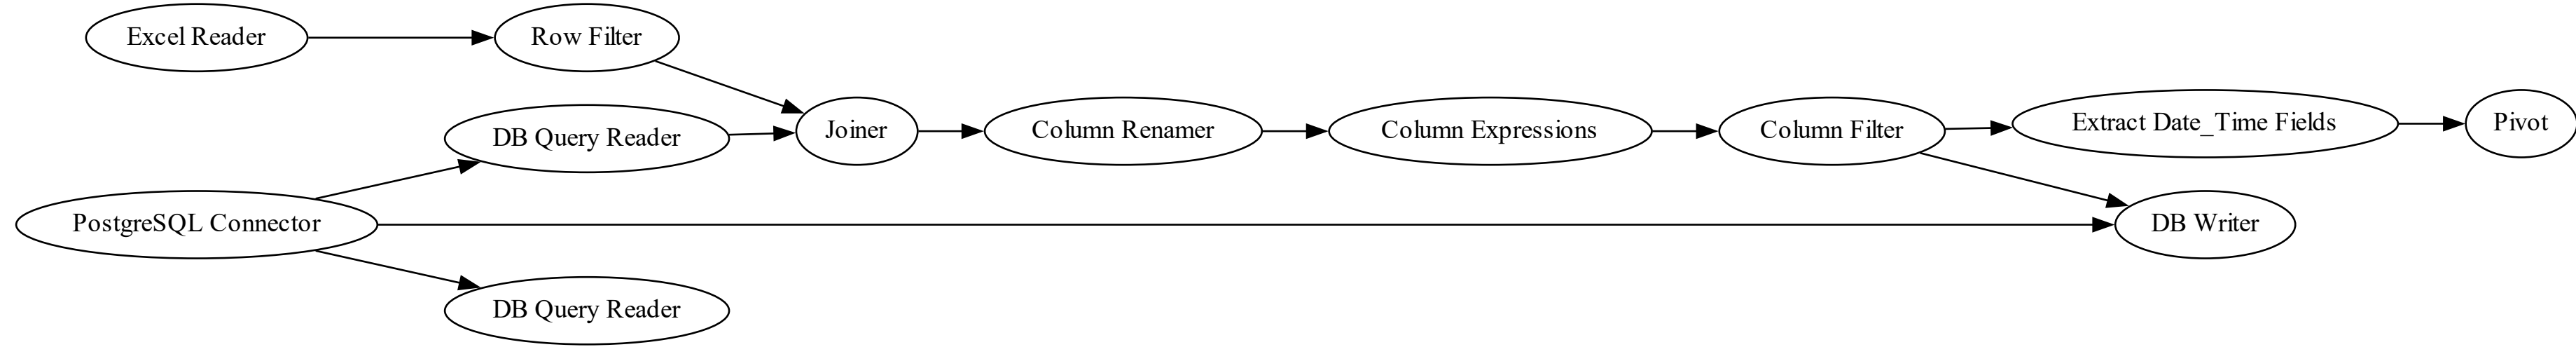 Excel Reader
Row Filter
DB Query Reader
Joiner
Column Renamer
Column Expressions
Column Filter
Extract Date_Time Fields
Pivot
PostgreSQL Connector
DB Writer
DB Query Reader